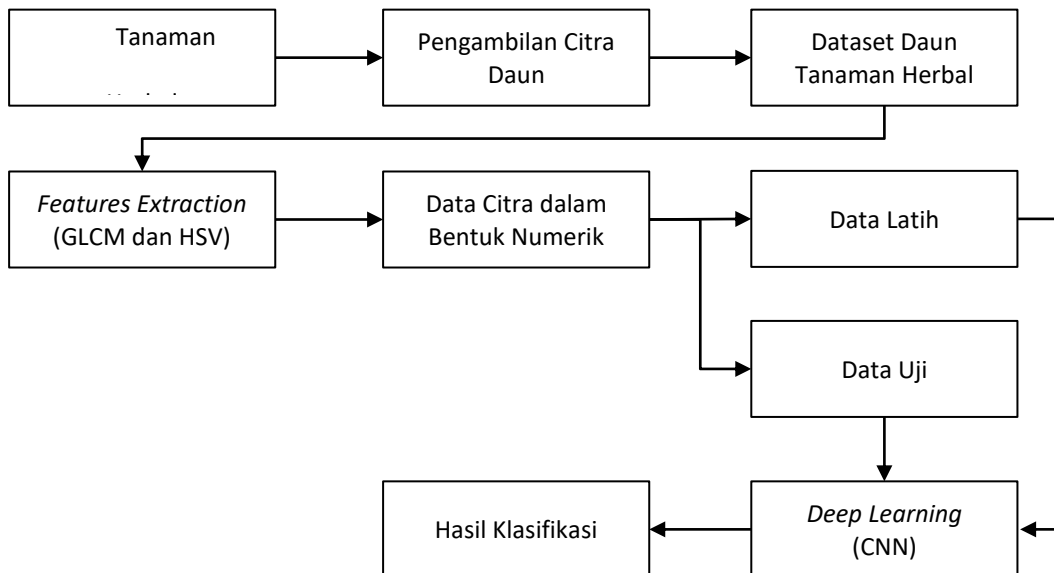 Tanaman
Pengambilan Citra
Daun
Dataset Daun
Tanaman Herbal
Features Extraction
(GLCM dan HSV)
Data Citra dalam
Bentuk Numerik
Data Latih
Data Uji
Hasil Klasifikasi
Deep Learning
(CNN)